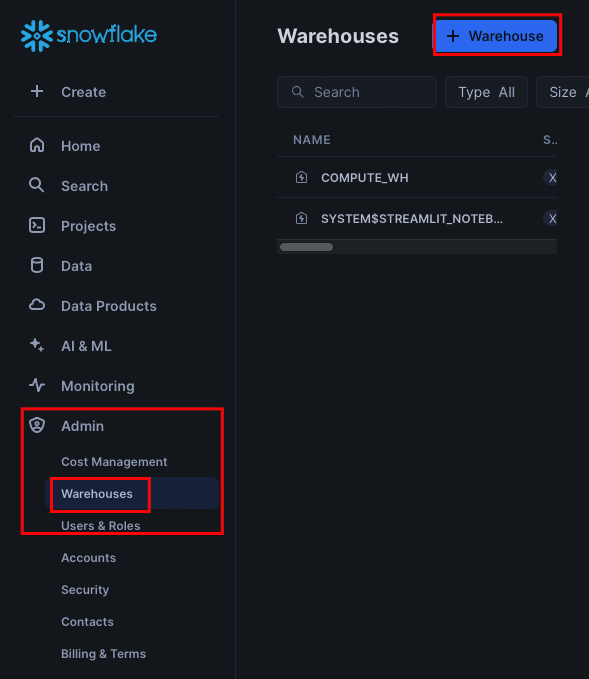 snowflake
Create
Home
Search
Projects
Data
Data Products
AI & ML
Monitoring
Admin
Cost Management
Warehouses
Users & Roles
Accounts
Security
Contacts
Billing & Terms
Warehouses
+ Warehouse
Search
Type All
Size A
NAME S..
COMPUTE_WH X
SYSTEM$STREAMLIT_NOTEB... X